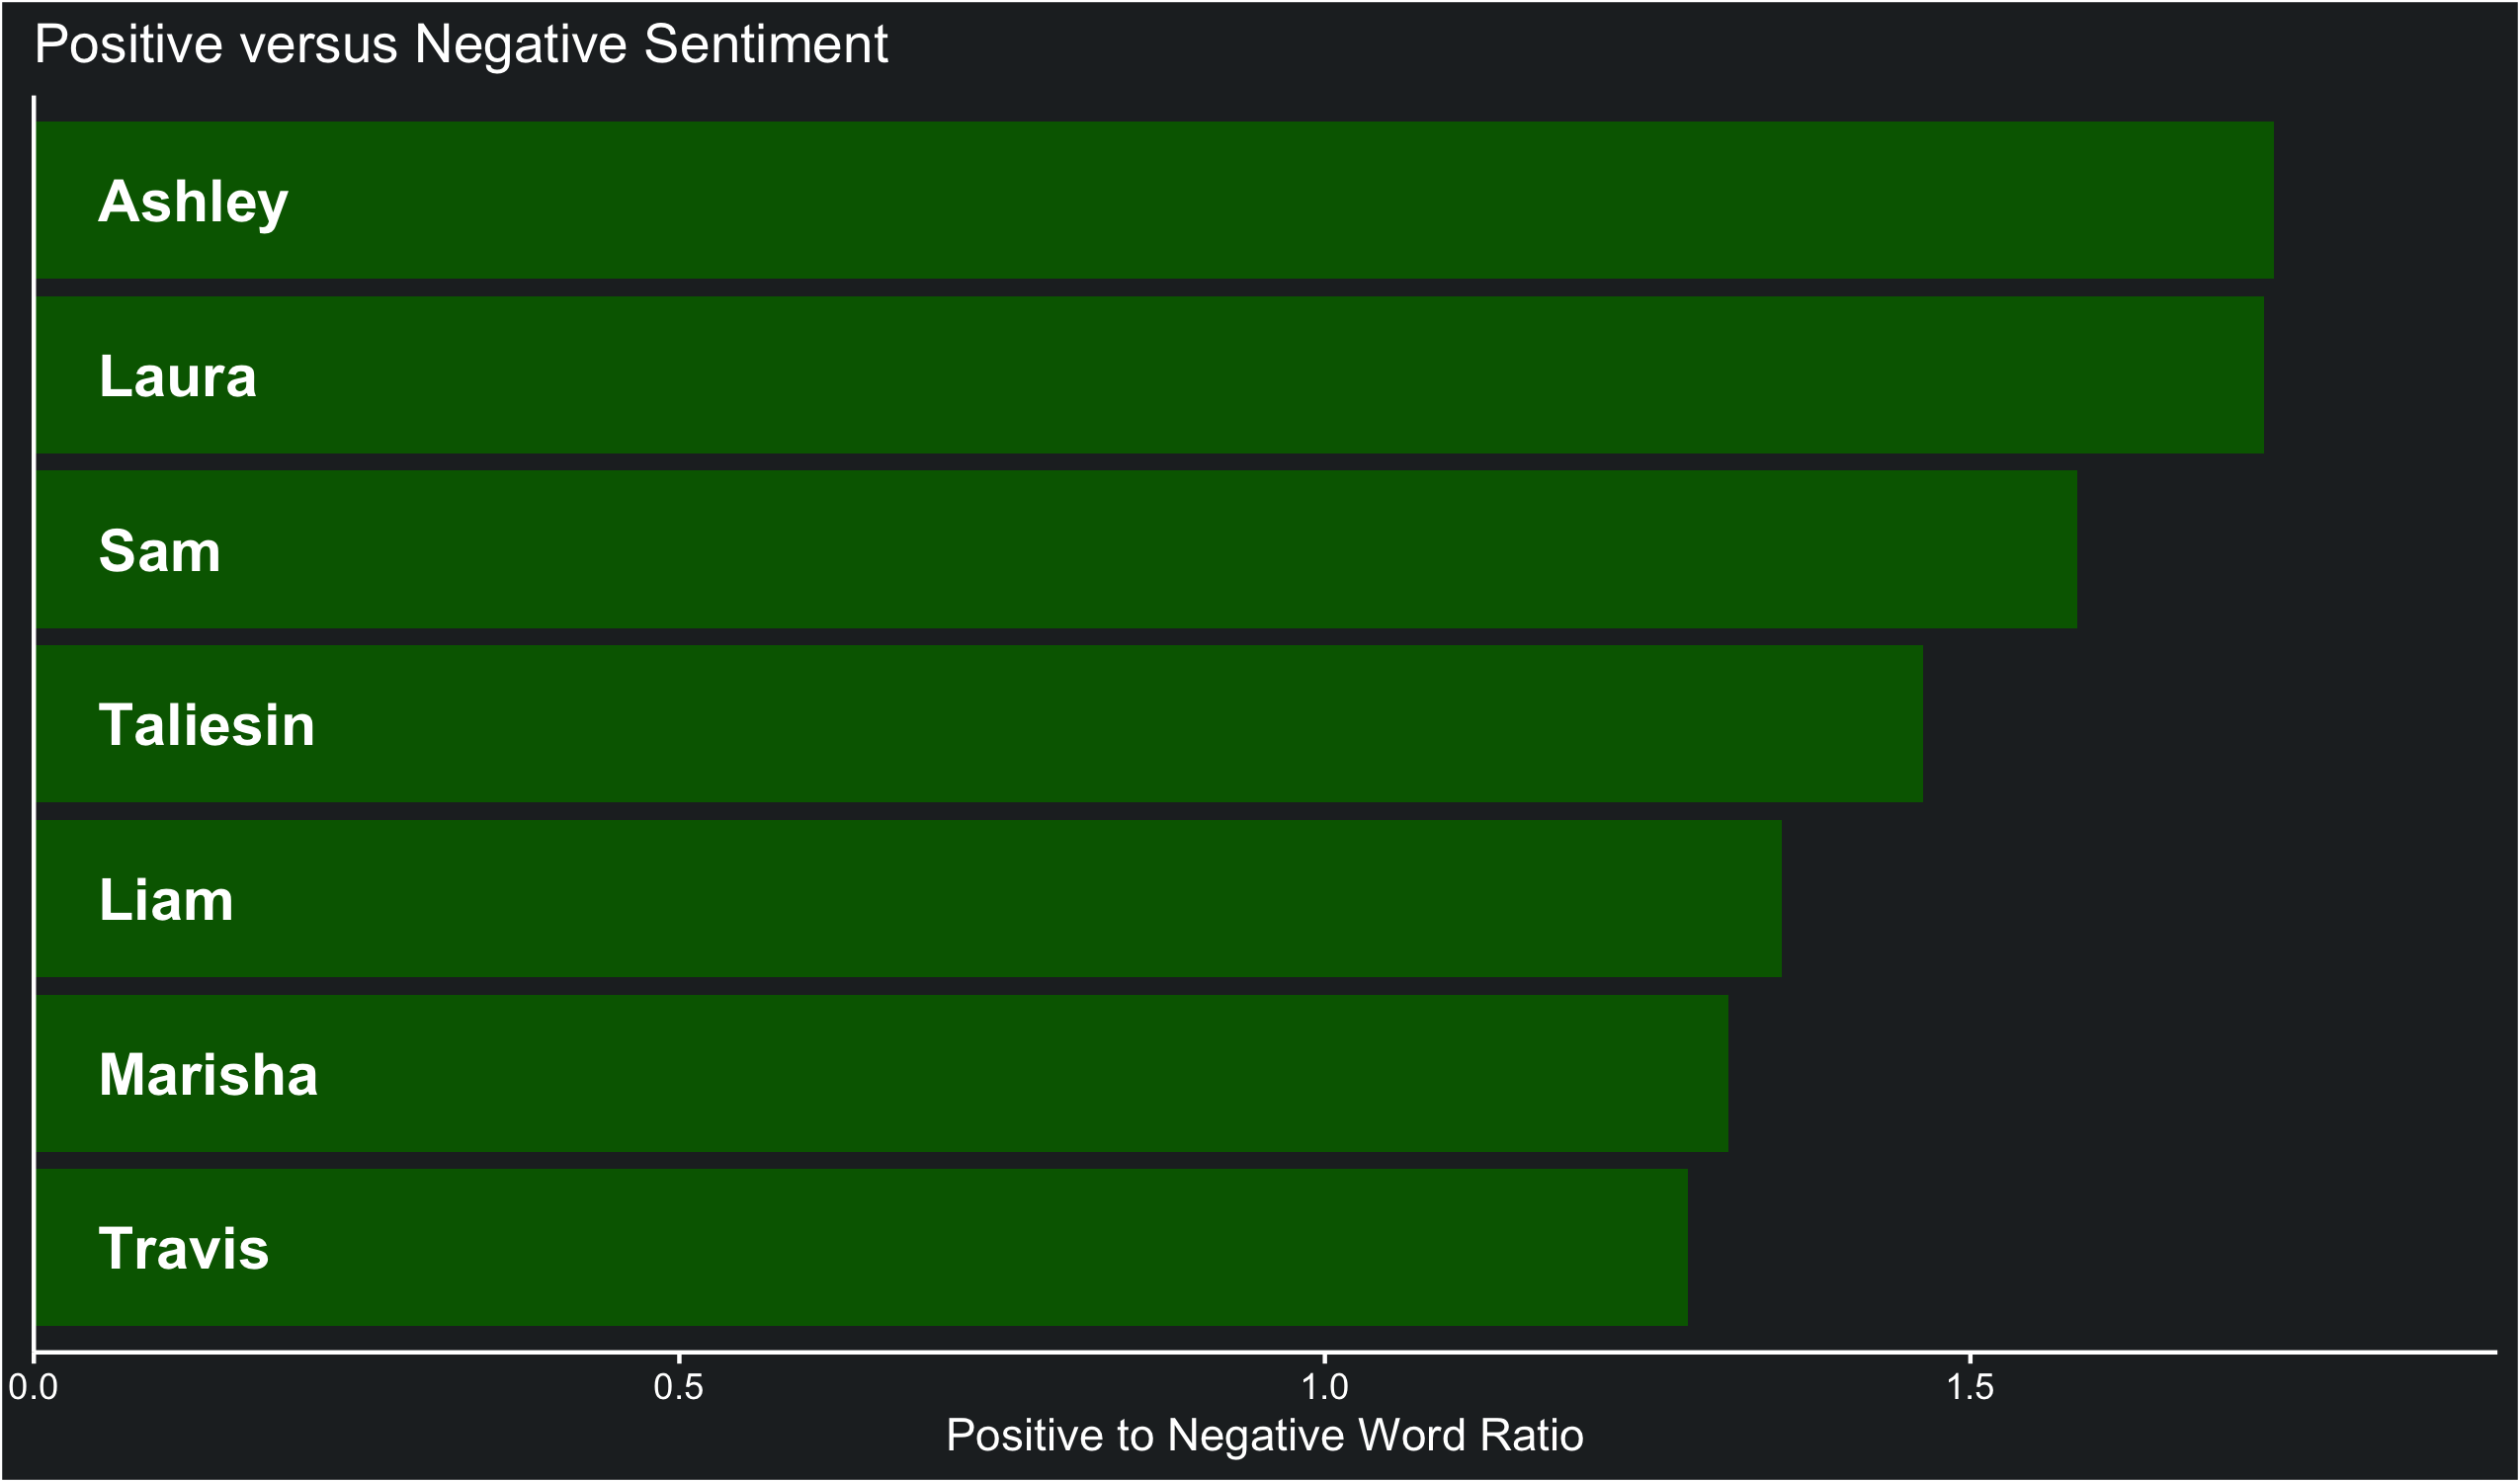 Positive versus Negative Sentiment
Ashley
Laura
Sam
Taliesin
Liam
Marisha
Travis
0.0 0.5 1.0 1.5
Positive to Negative Word Ratio